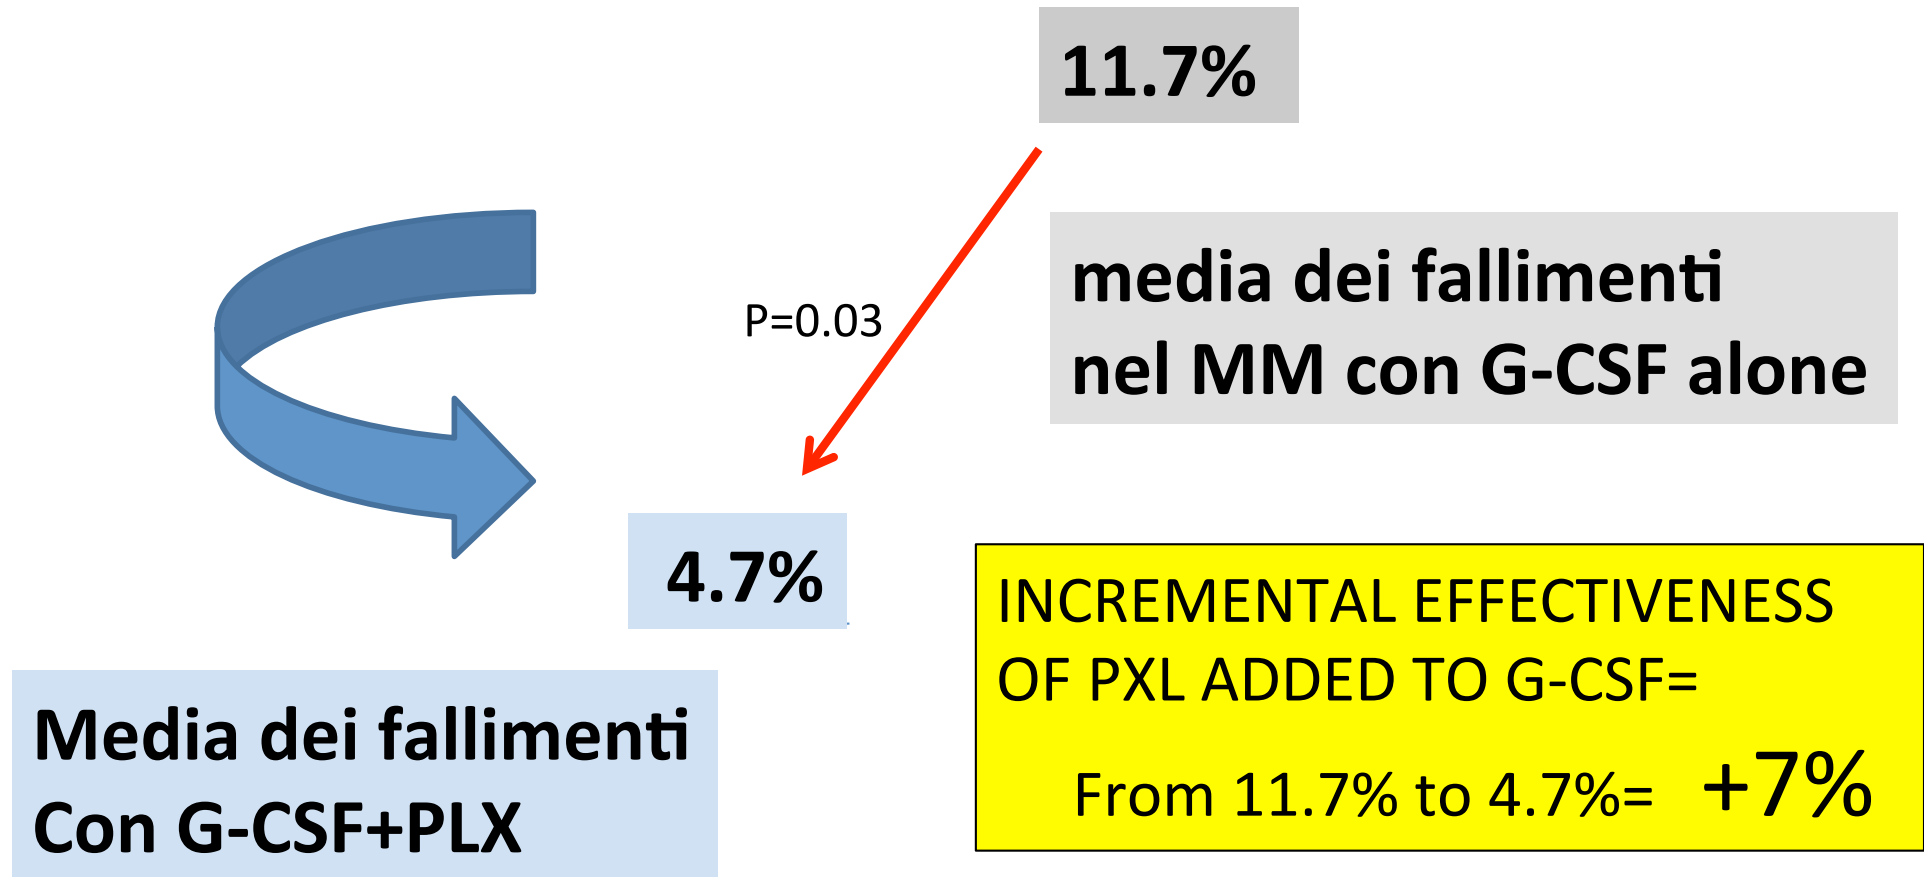 11.7%
media dei fallimenti
nel MM con G-CSF alone
P=0.03
4.7%
Media dei fallimenti
Con G-CSF+PLX
INCREMENTAL EFFECTIVENESS
OF PXL ADDED TO G-CSF=
From 11.7% to 4.7%= +7%